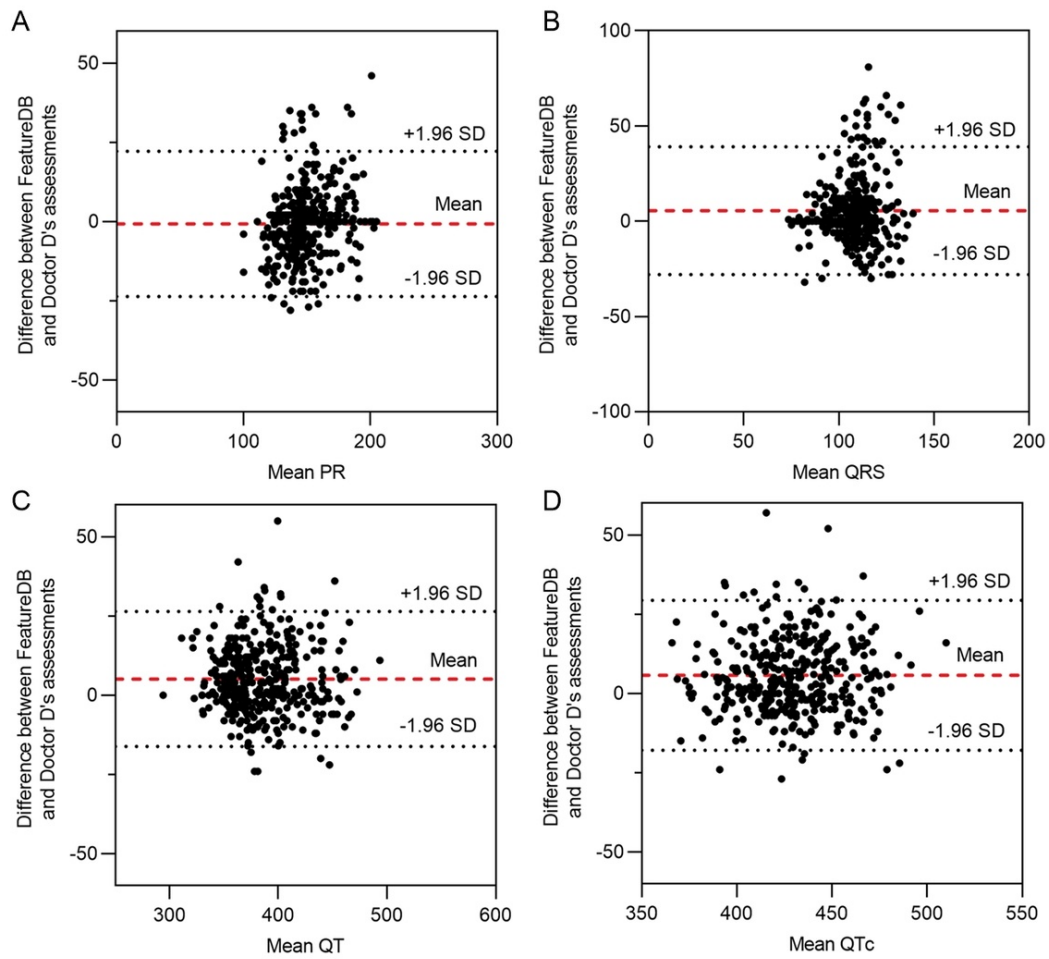 A
Difference between FeatureDB
and Doctor D's assessments
50
0
-50
+1.96 SD
Mean
-1.96 SD
0
100
200
300
Mean PR
B
Difference between FeatureDB
and Doctor D's assessments
100
50
0
-50
-100
+1.96 SD
Mean
-1.96 SD
0
50
100
150
200
Mean QRS
C
Difference between FeatureDB
and Doctor D's assessments
50
0
-50
+1.96 SD
Mean
-1.96 SD
300
400
500
600
Mean QT
D
Difference between FeatureDB
and Doctor D's assessments
50
0
-50
+1.96 SD
Mean
-1.96 SD
350
400
450
500
550
Mean QTc